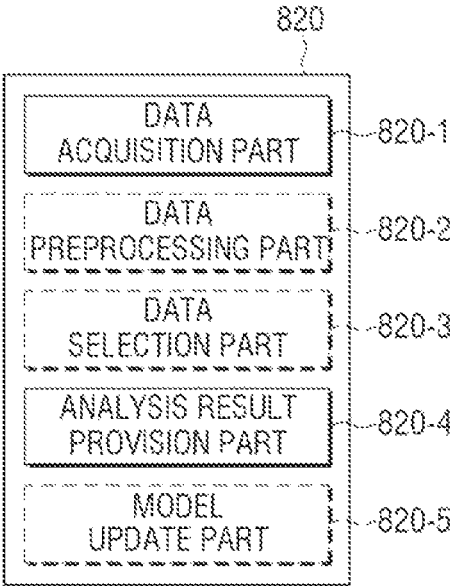 820
DATA
ACQUISITION PART
820-1
DATA
PREPROCESSING PART
820-2
DATA
SELECTION PART
820-3
ANALYSIS RESULT
PROVISION PART
820-4
MODEL
UPDATE PART
820-5